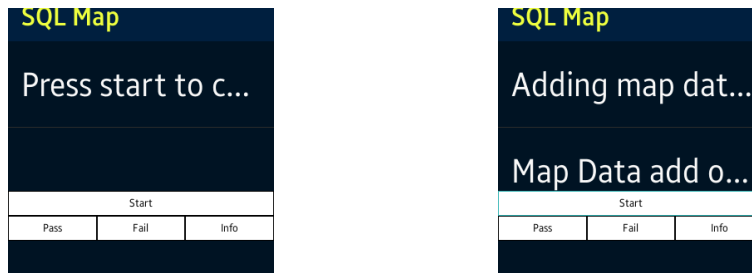 SQL Map
Press start to c...
Start
Pass Fail Info
SQL Map
Adding map dat...
Map Data add o...
Start
Pass Fail Info